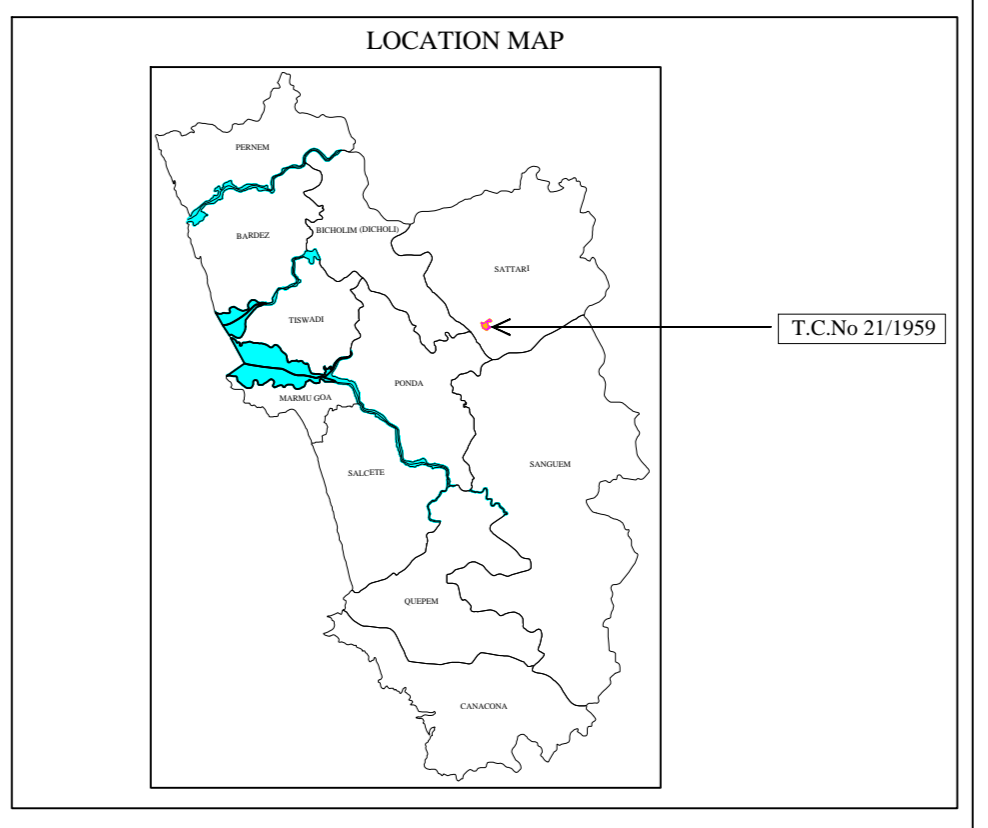 LOCATION MAP
PERNEM
BARDEZ
BICHOLIM (DICHOLI)
SATTARI
TISWADI
T.C.No 21/1959
PONDA
MARMU GOA
SALCETE
SANGUEM
QUEPEM
CANACONA